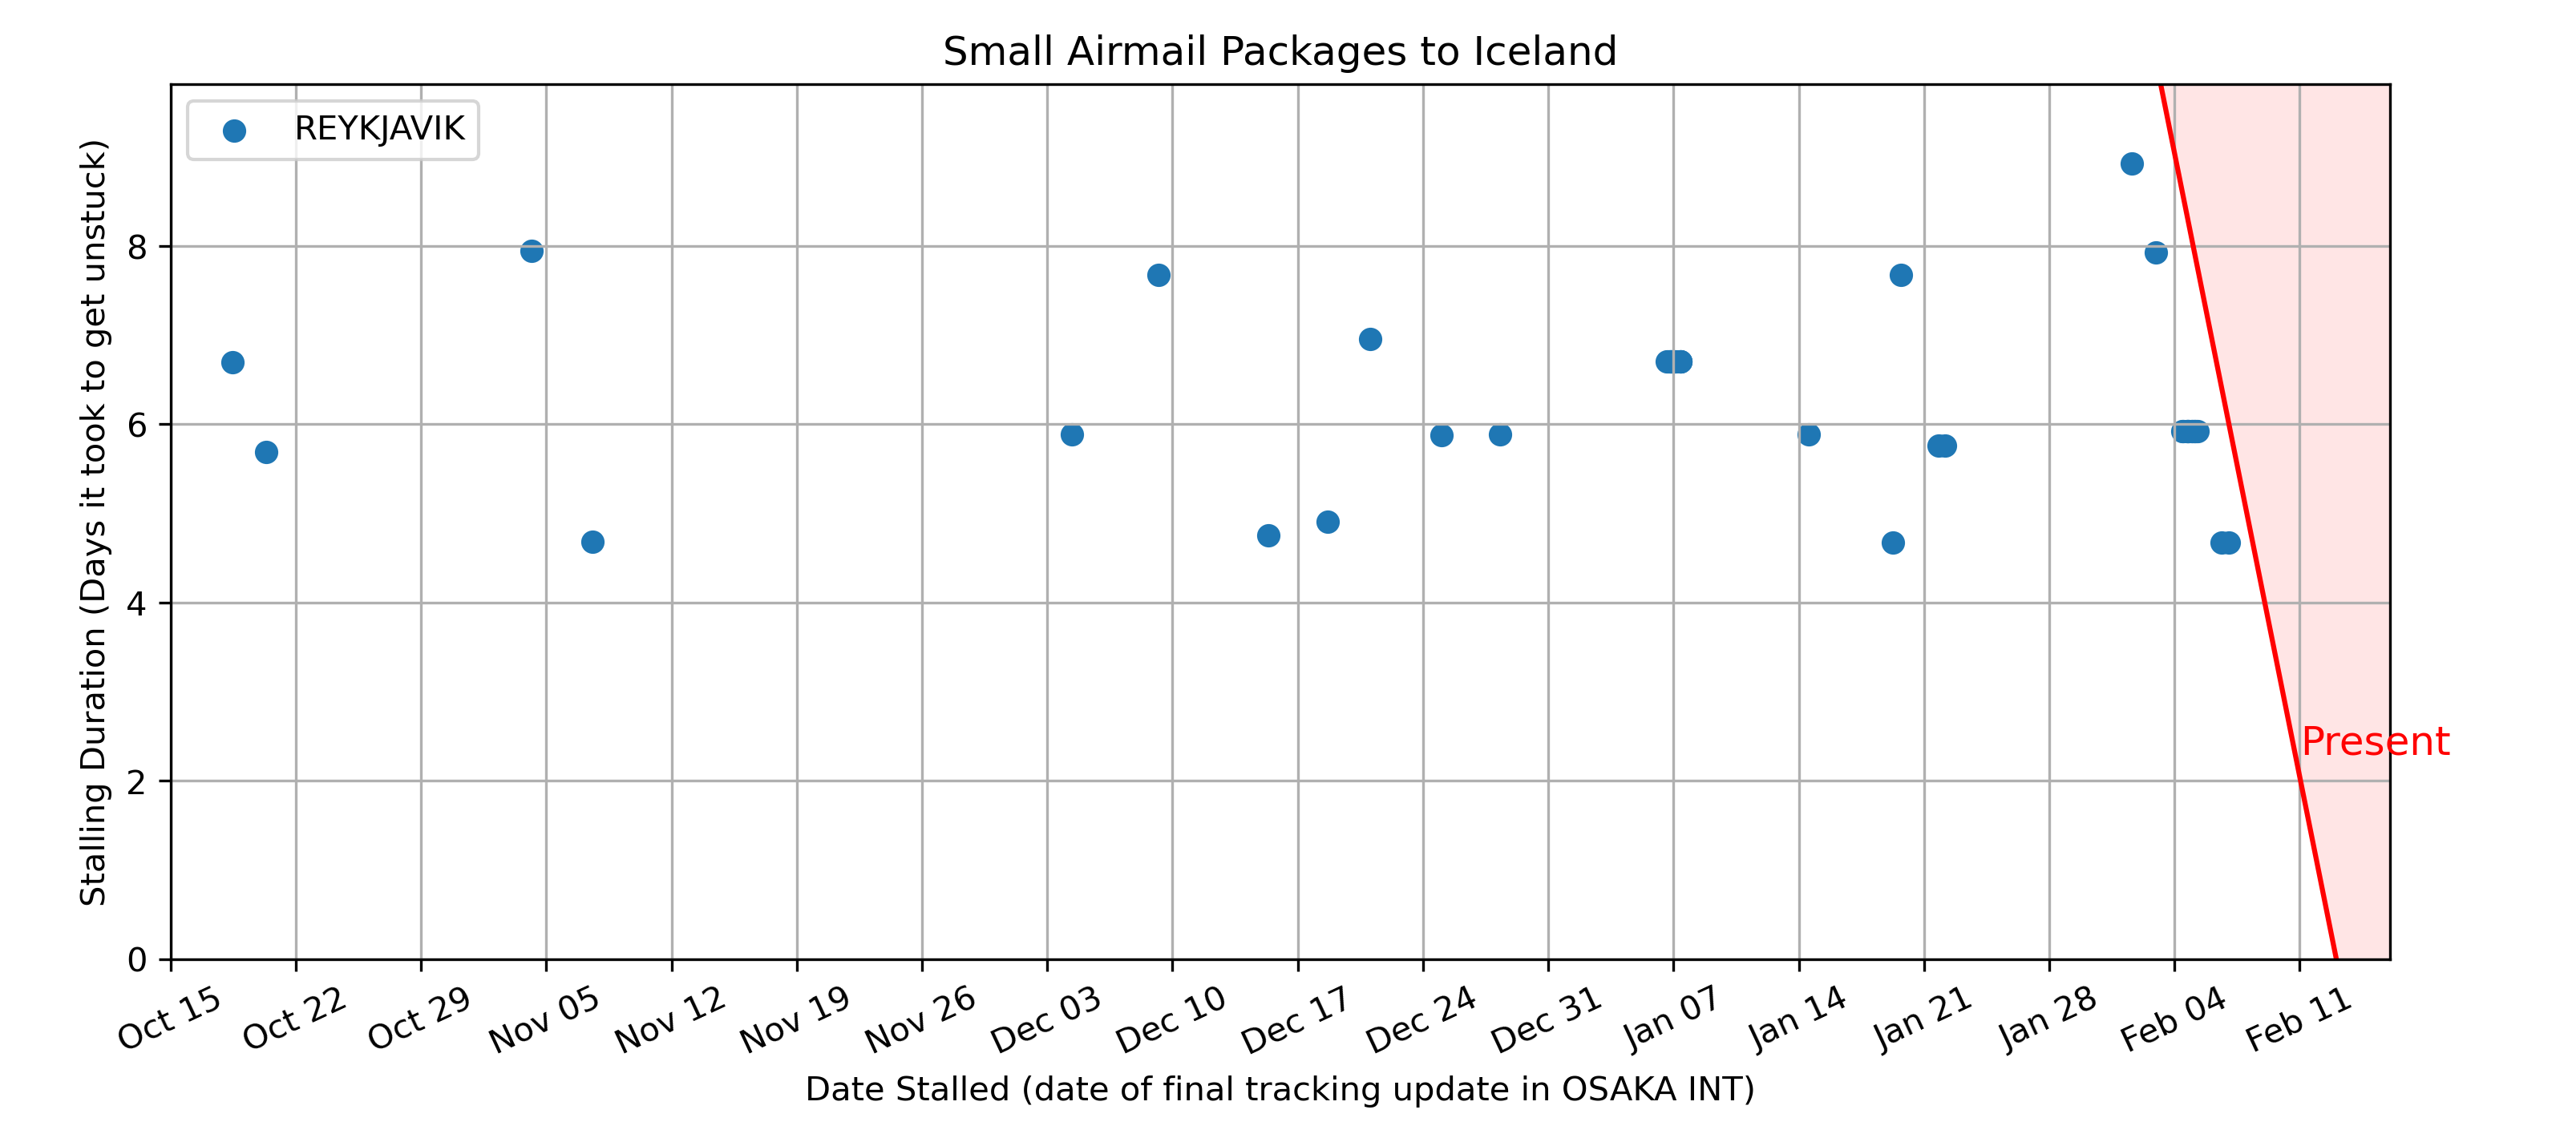 Small Airmail Packages to Iceland
REYKJAVIK
Stalling Duration (Days it took to get unstuck)
8
6
4
2
0
Present
Oct 15 Oct 22 Oct 29 Nov 05 Nov 12 Nov 19 Nov 26 Dec 03 Dec 10 Dec 17 Dec 24 Dec 31 Jan 07 Jan 14 Jan 21 Jan 28 Feb 04 Feb 11
Date Stalled (date of final tracking update in OSAKA INT)